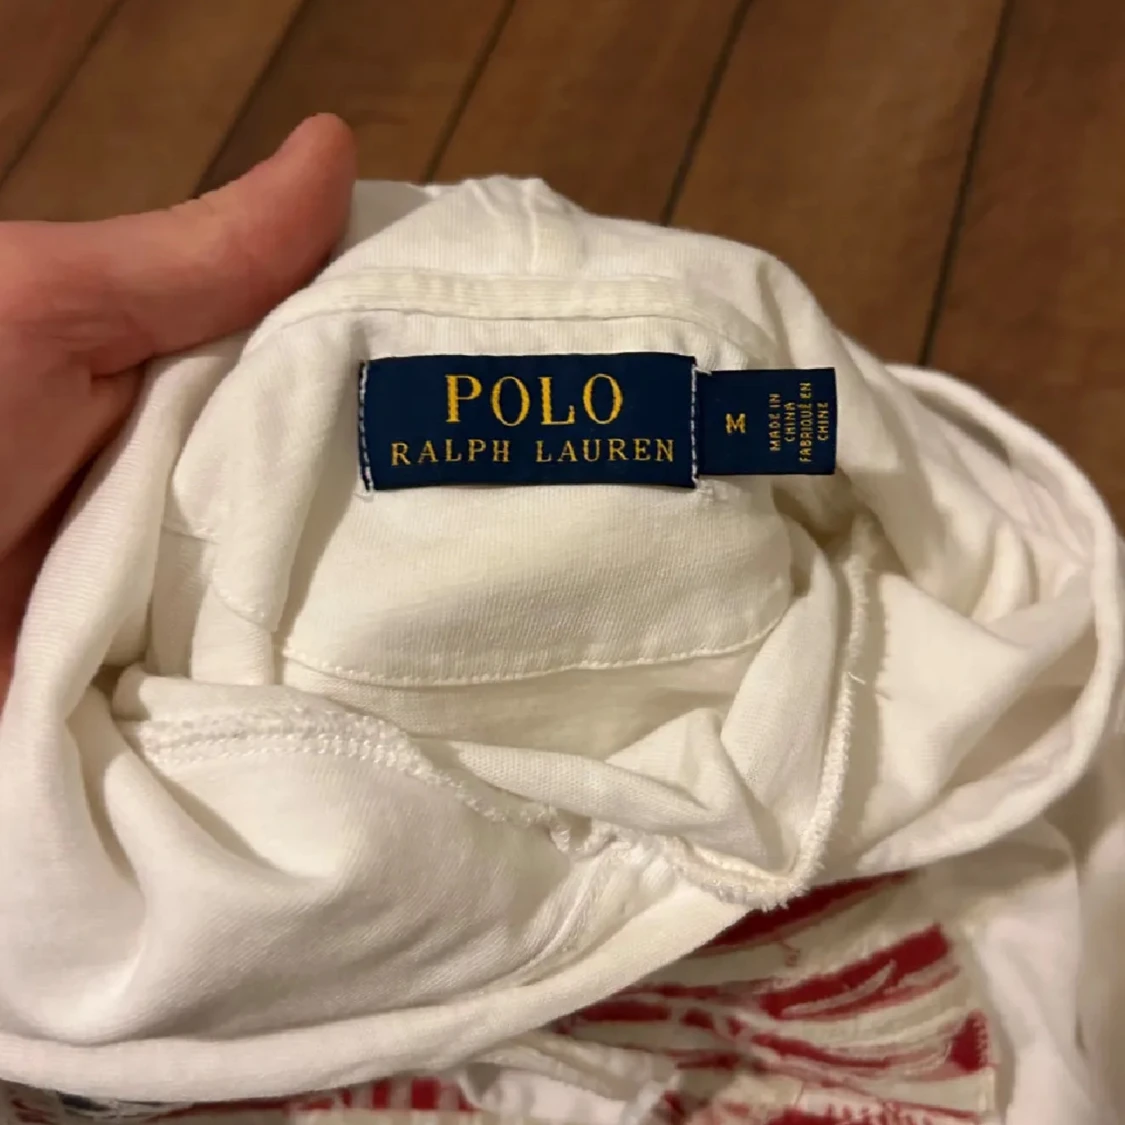 POLO
RALPH LAUREN
M
MADE IN
CHINA
FABRIQUÉ EN
CHINE